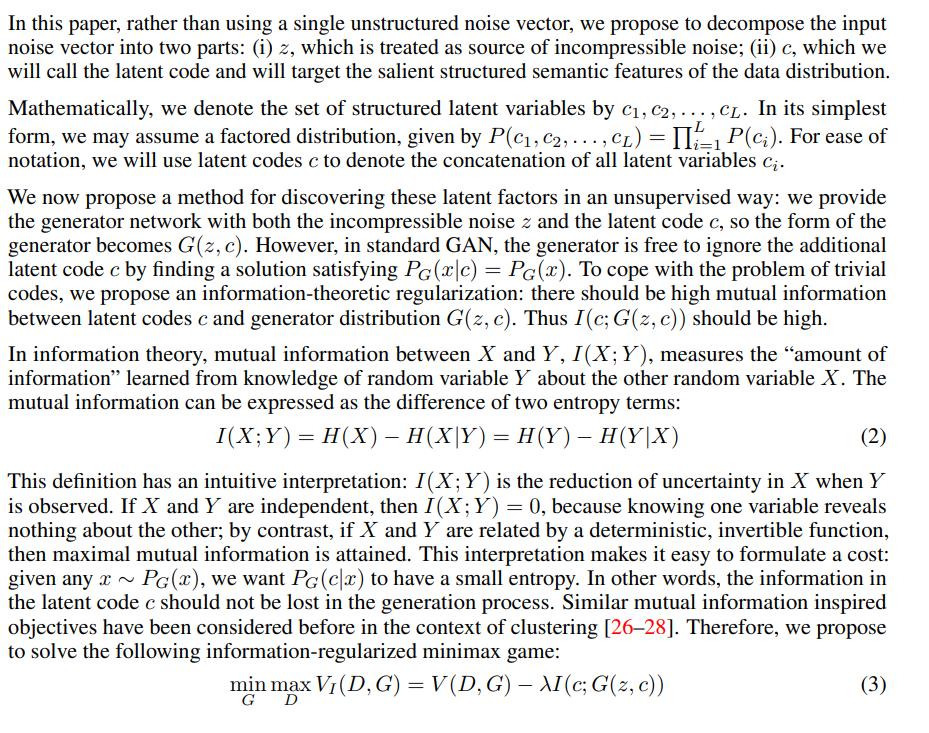 In this paper, rather than using a single unstructured noise vector, we propose to decompose the input
noise vector into two parts: (i) z, which is treated as source of incompressible noise; (ii) c, which we
will call the latent code and will target the salient structured semantic features of the data distribution.
Mathematically, we denote the set of structured latent variables by c₁, c₂, . . . , c_L. In its simplest
form, we may assume a factored distribution, given by P(c₁, c₂, . . . , c_L) = ∏ᴸᵢ₌₁ P(cᵢ). For ease of
notation, we will use latent codes c to denote the concatenation of all latent variables cᵢ.
We now propose a method for discovering these latent factors in an unsupervised way: we provide
the generator network with both the incompressible noise z and the latent code c, so the form of the
generator becomes G(z, c). However, in standard GAN, the generator is free to ignore the additional
latent code c by finding a solution satisfying P_G(x|c) = P_G(x). To cope with the problem of trivial
codes, we propose an information-theoretic regularization: there should be high mutual information
between latent codes c and generator distribution G(z, c). Thus I(c; G(z, c)) should be high.
In information theory, mutual information between X and Y, I(X; Y), measures the “amount of
information” learned from knowledge of random variable Y about the other random variable X. The
mutual information can be expressed as the difference of two entropy terms:
I(X; Y) = H(X) − H(X|Y) = H(Y) − H(Y|X) (2)
This definition has an intuitive interpretation: I(X; Y) is the reduction of uncertainty in X when Y
is observed. If X and Y are independent, then I(X; Y) = 0, because knowing one variable reveals
nothing about the other; by contrast, if X and Y are related by a deterministic, invertible function,
then maximal mutual information is attained. This interpretation makes it easy to formulate a cost:
given any x ∼ P_G(x), we want P_G(c|x) to have a small entropy. In other words, the information in
the latent code c should not be lost in the generation process. Similar mutual information inspired
objectives have been considered before in the context of clustering [26–28]. Therefore, we propose
to solve the following information-regularized minimax game:
min_G max_D V_I(D, G) = V(D, G) − λI(c; G(z, c)) (3)